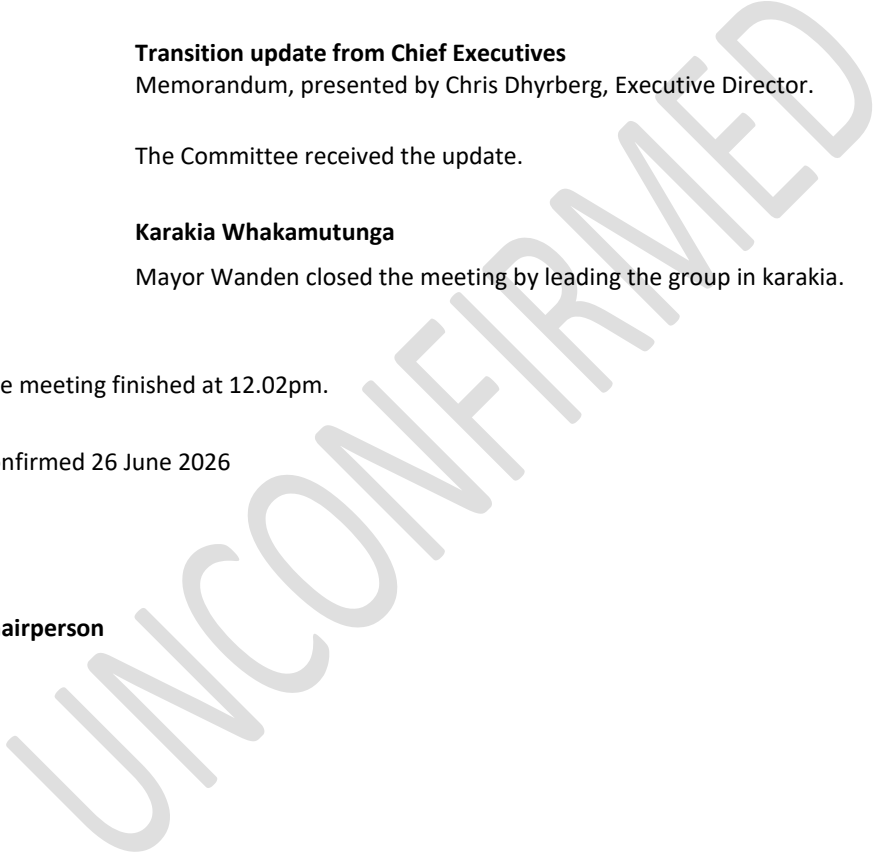 Transition update from Chief Executives
Memorandum, presented by Chris Dhyrberg, Executive Director.
The Committee received the update.
Karakia Whakamutunga
Mayor Wanden closed the meeting by leading the group in karakia.
e meeting finished at 12.02pm.
nfirmed 26 June 2026
airperson
UNCONFIRMED